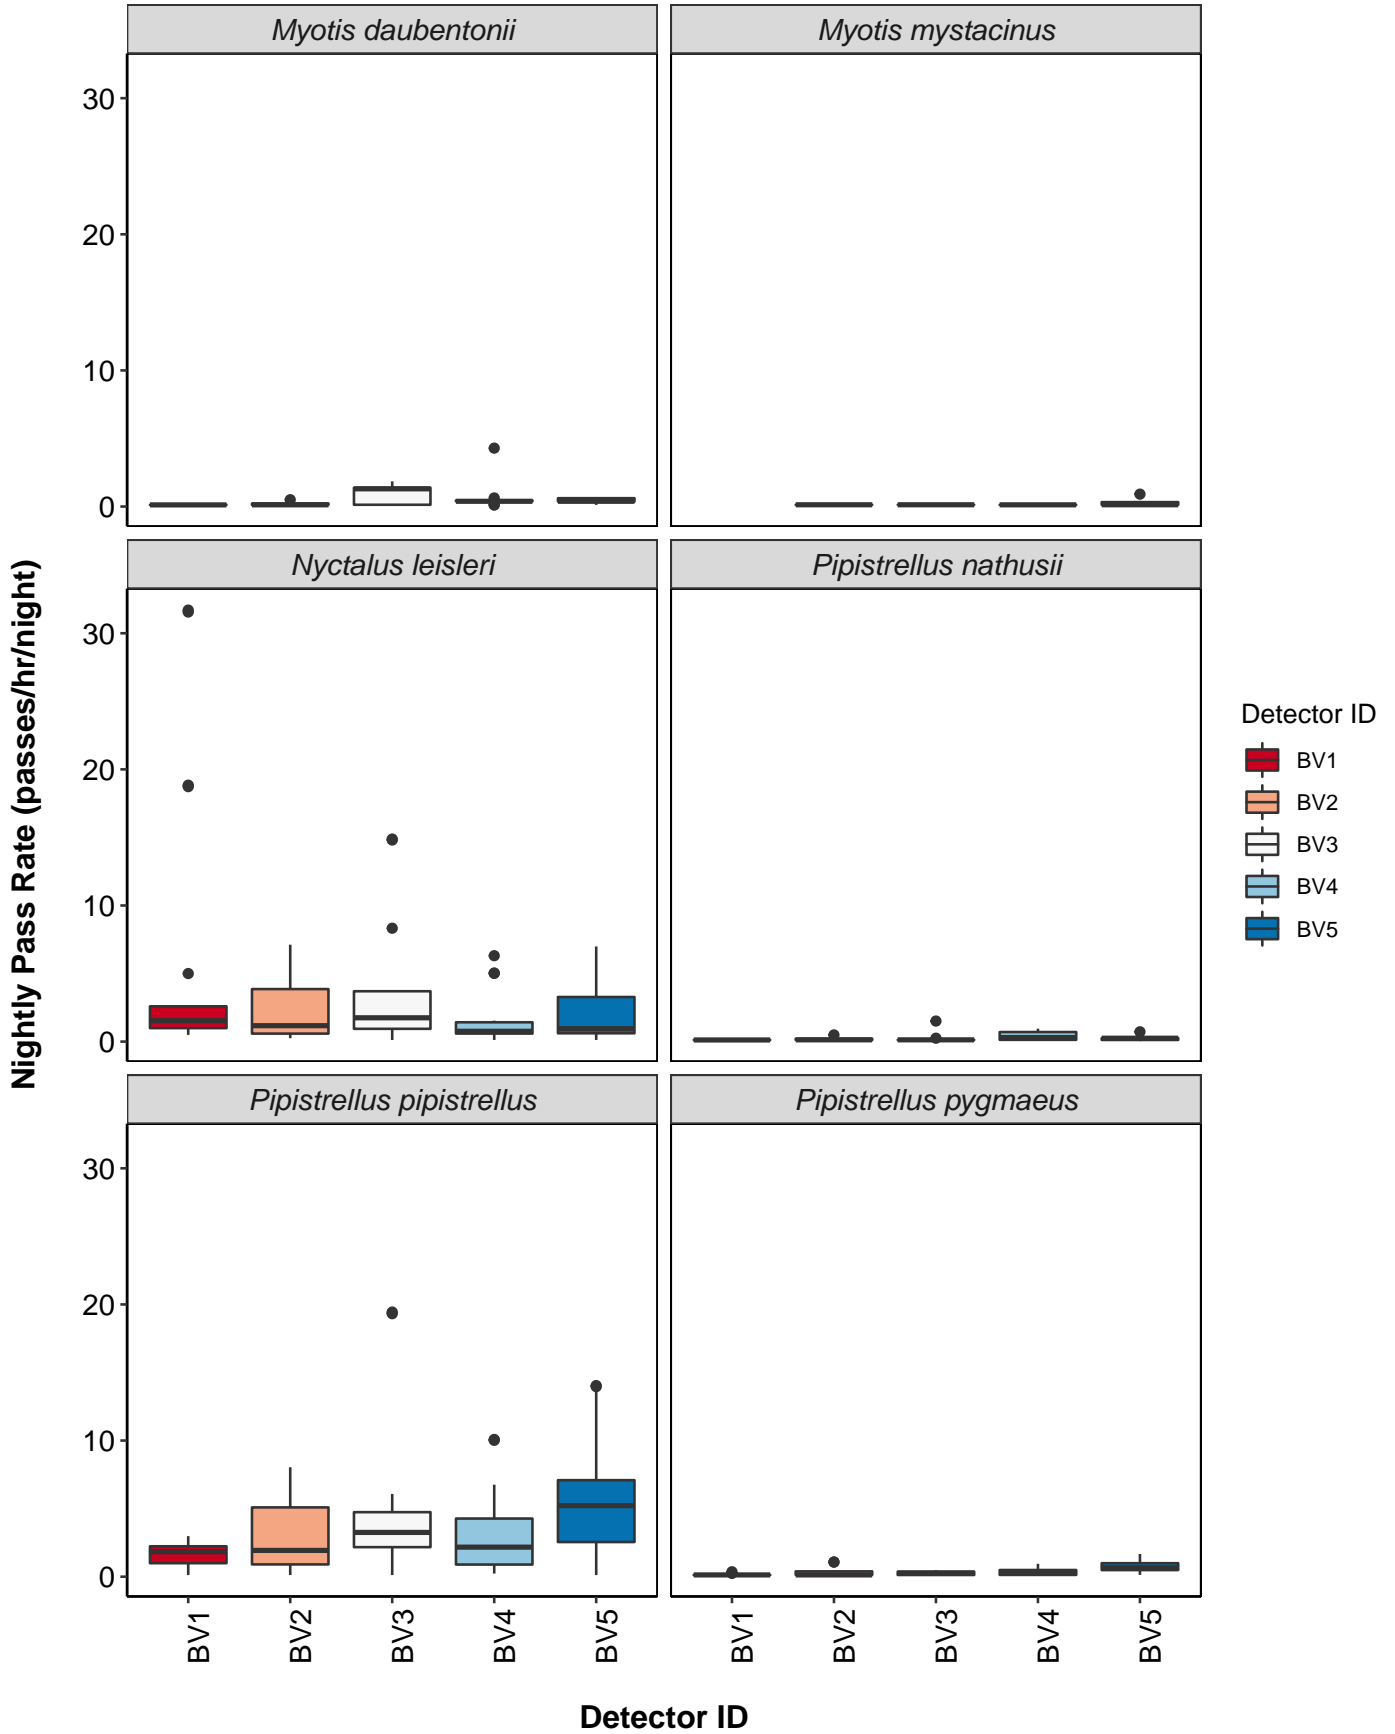 Myotis daubentonii
Myotis mystacinus
30
20
10
0
Nyctalus leisleri
Pipistrellus nathusii
30
20
10
0
Pipistrellus pipistrellus
Pipistrellus pygmaeus
30
20
10
0
BV1
BV2
BV3
BV4
BV5
BV1
BV2
BV3
BV4
BV5
Detector ID
Nightly Pass Rate (passes/hr/night)
Detector ID
BV1
BV2
BV3
BV4
BV5